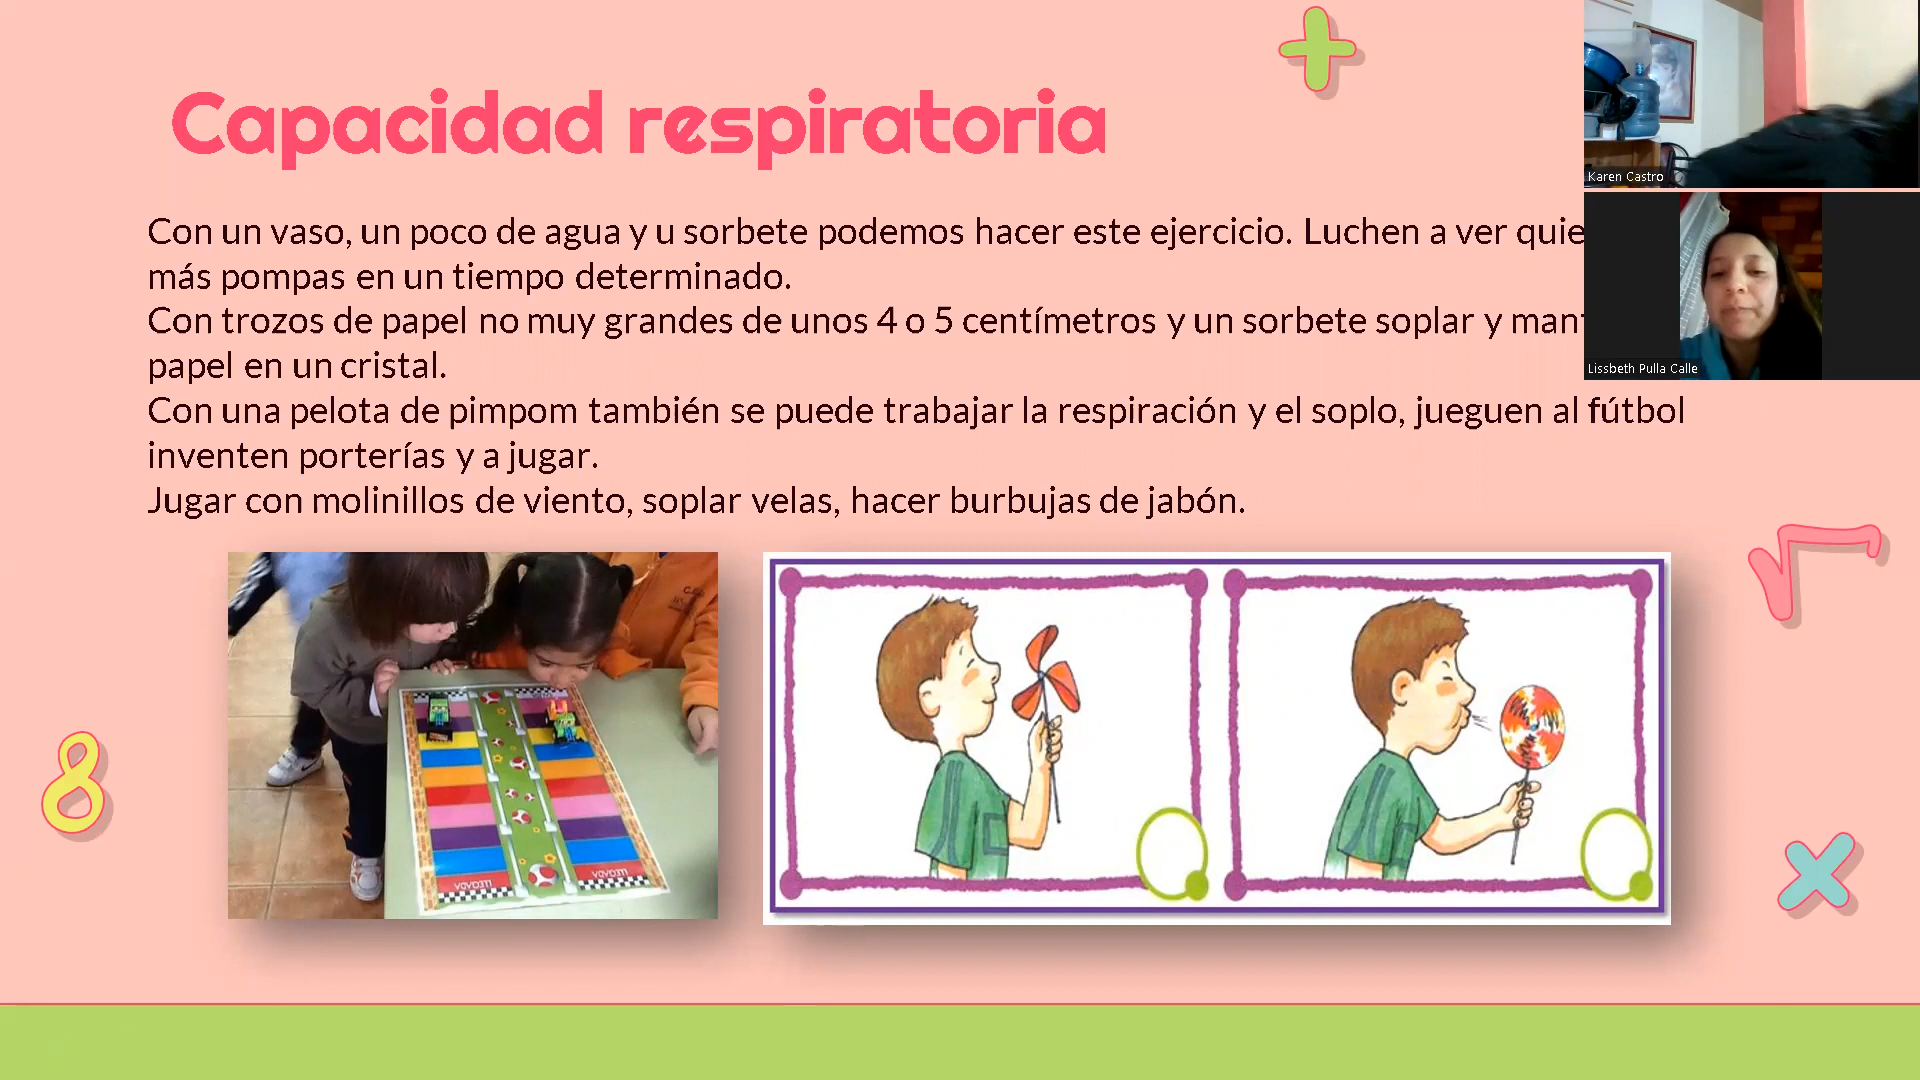 Capacidad respiratoria
Con un vaso, un poco de agua y u sorbete podemos hacer este ejercicio. Luchen a ver
más pompas en un tiempo determinado.
Con trozos de papel no muy grandes de unos 4 o 5 centímetros y un sorbete soplar y
papel en un cristal.
Con una pelota de pimpom también se puede trabajar la respiración y el soplo, jueguen al fútbol
inventen porterías y a jugar.
Jugar con molinillos de viento, soplar velas, hacer burbujas de jabón.
Karen Castro
Lissbeth Pulla Calle
8